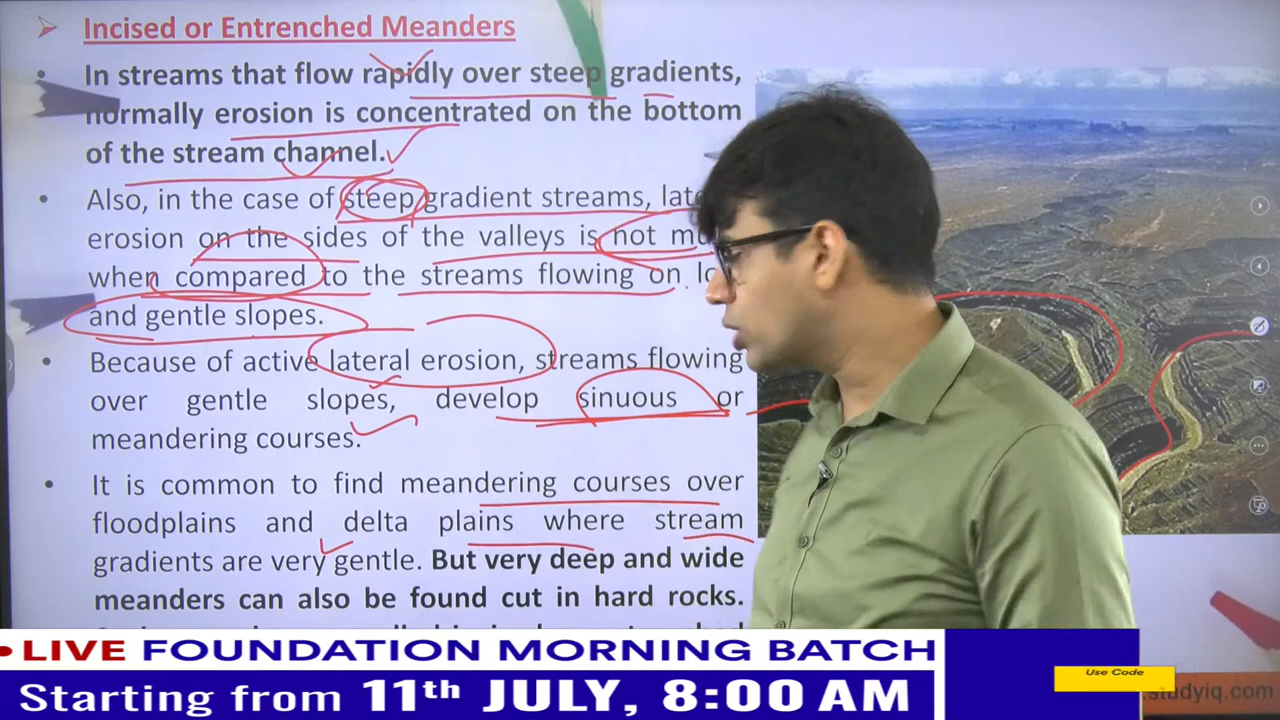 Incised or Entrenched Meanders
• In streams that flow rapidly over steep gradients,
normally erosion is concentrated on the bottom
of the stream channel.
• Also, in the case of steep gradient streams,
erosion on the sides of the valleys is not
when compared to the streams flowing on
and gentle slopes.
• Because of active lateral erosion, streams flowing
over gentle slopes, develop sinuous or
meandering courses.
• It is common to find meandering courses over
floodplains and delta plains where stream
gradients are very gentle. But very deep and wide
meanders can also be found cut in hard rocks.
• LIVE FOUNDATION MORNING BATCH
Starting from 11th JULY, 8:00 AM
Use Code
.studyiq.com